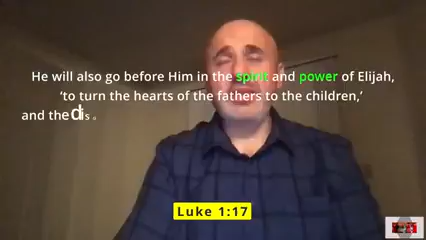 He will also go before Him in the spirit and power of Elijah,
‘to turn the hearts of the fathers to the children,’
and the dis
Luke 1:17